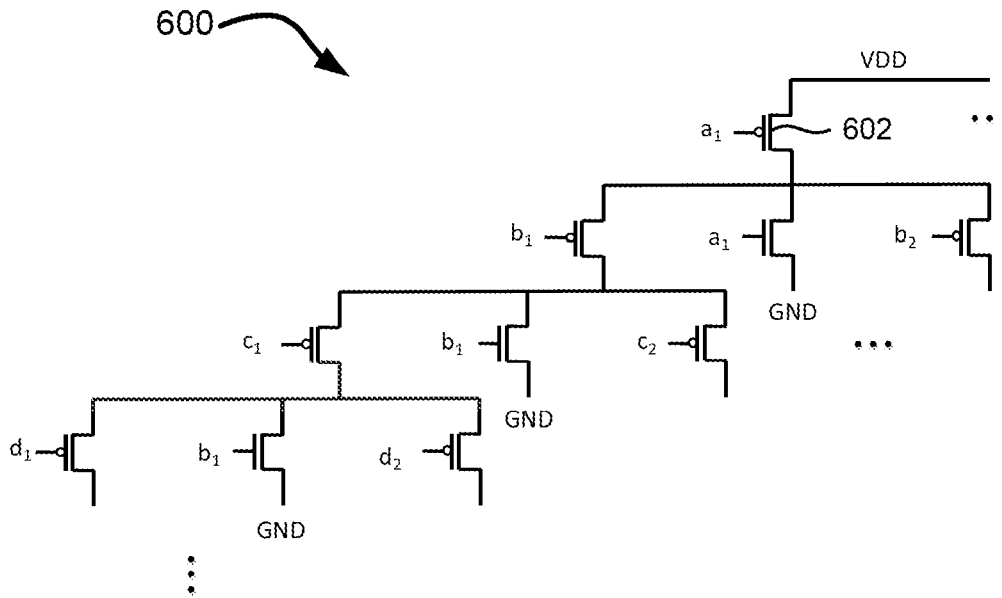 600
VDD
a₁
602
b₁
a₁
b₂
GND
c₁
b₁
c₂
GND
d₁
b₁
d₂
GND